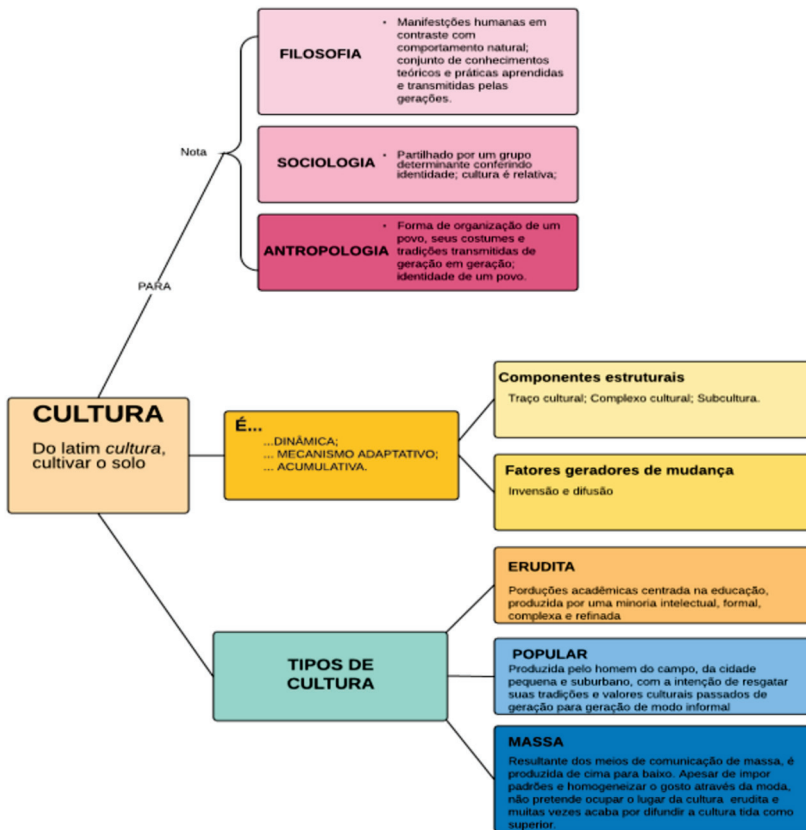 FILOSOFIA
• Manifestções humanas em
contraste com
comportamento natural;
conjunto de conhecimentos
teóricos e práticas aprendidas
e transmitidas pelas
gerações.
Nota
SOCIOLOGIA
• Partilhado por um grupo
determinante conferindo
identidade; cultura é relativa;
ANTROPOLOGIA
• Forma de organização de um
povo, seus costumes e
tradições transmitidas de
geração em geração;
identidade de um povo.
PARA
CULTURA
Do latim cultura,
cultivar o solo
É...
...DINÂMICA;
... MECANISMO ADAPTATIVO;
... ACUMULATIVA.
Componentes estruturais
Traço cultural; Complexo cultural; Subcultura.
Fatores geradores de mudança
Invensão e difusão
TIPOS DE
CULTURA
ERUDITA
Porduções acadêmicas centrada na educação,
produzida por uma minoria intelectual, formal,
complexa e refinada
POPULAR
Produzida pelo homem do campo, da cidade
pequena e suburbano, com a intenção de resgatar
suas tradições e valores culturais passados de
geração para geração de modo informal
MASSA
Resultante dos meios de comunicação de massa, é
produzida de cima para baixo. Apesar de impor
padrões e homogeneizar o gosto através da moda,
não pretende ocupar o lugar da cultura erudita e
muitas vezes acaba por difundir a cultura tida como
superior.